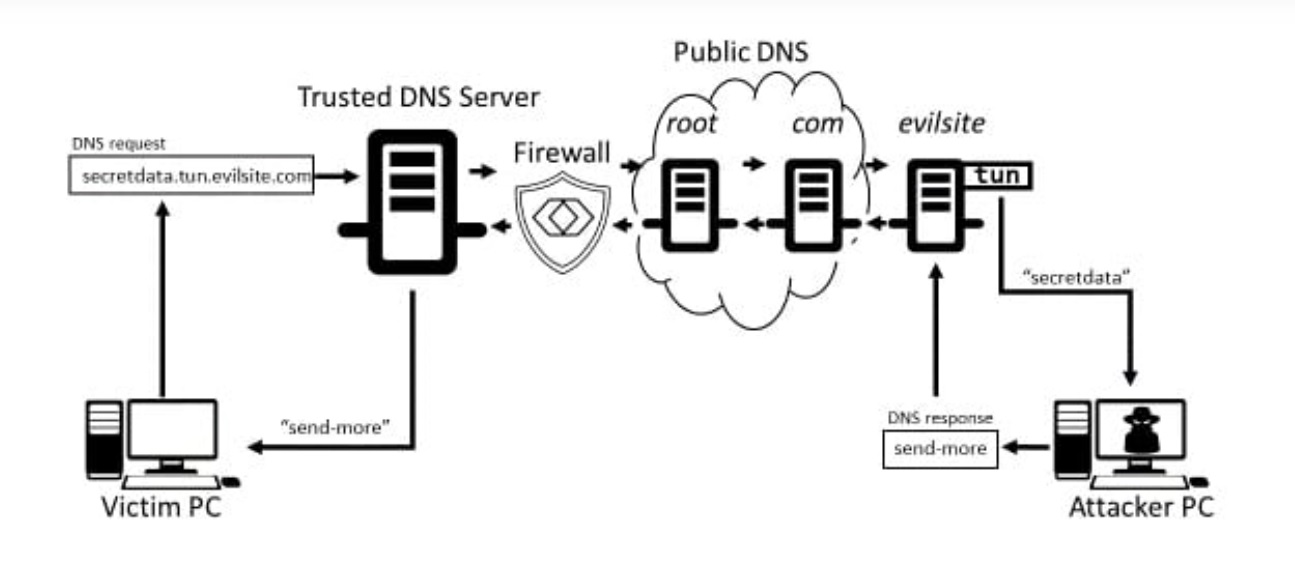 Public DNS
Trusted DNS Server
root
com
evilsite
DNS request
secretdata.tun.evilsite.com
Firewall
tun
“secretdata”
“send-more”
DNS response
send-more
Victim PC
Attacker PC